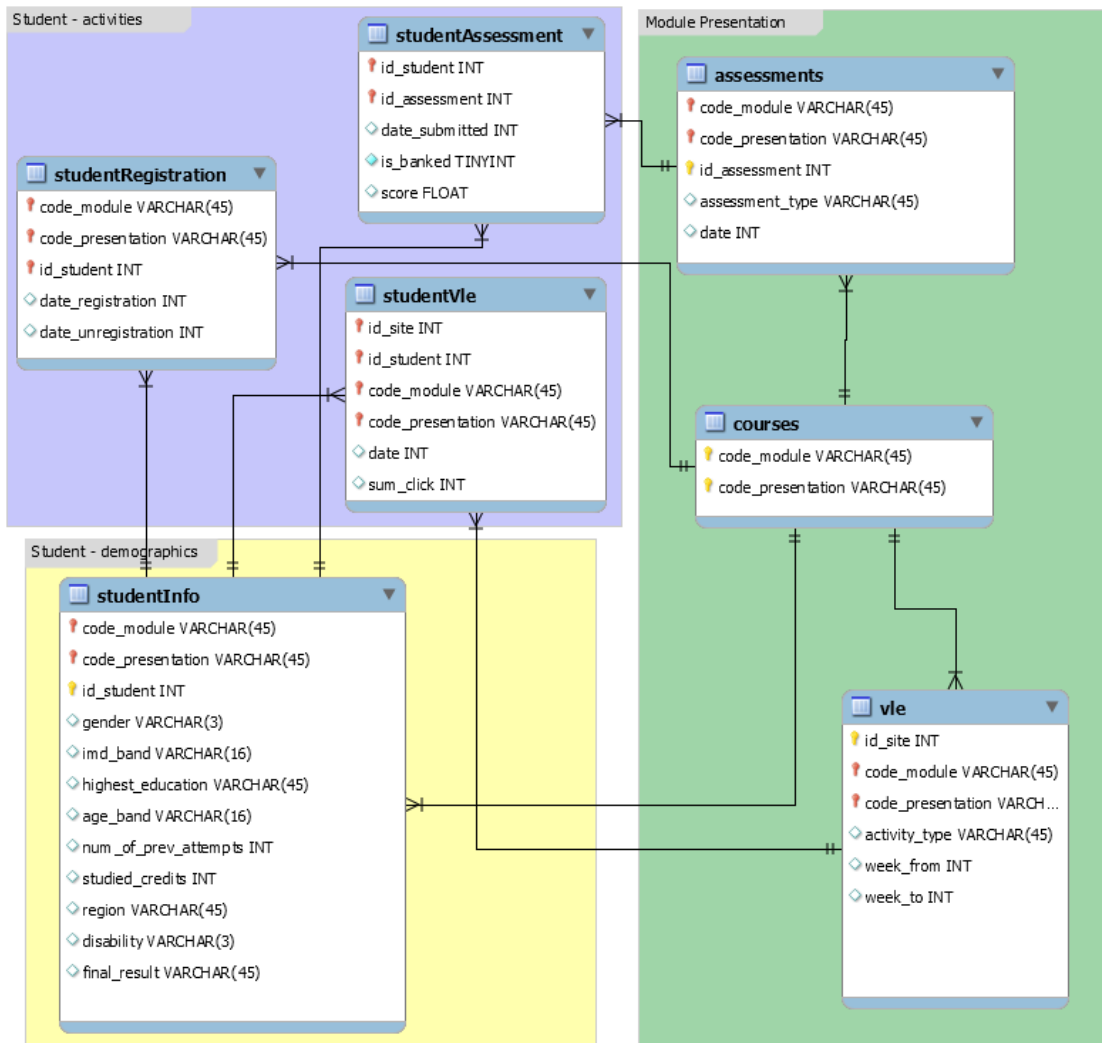 Student - activities
studentAssessment
id_student INT
id_assessment INT
date_submitted INT
is_banked TINYINT
score FLOAT
studentRegistration
code_module VARCHAR(45)
code_presentation VARCHAR(45)
id_student INT
date_registration INT
date_unregistration INT
studentVle
id_site INT
id_student INT
code_module VARCHAR(45)
code_presentation VARCHAR(45)
date INT
sum_click INT
Student - demographics
studentInfo
code_module VARCHAR(45)
code_presentation VARCHAR(45)
id_student INT
gender VARCHAR(3)
imd_band VARCHAR(16)
highest_education VARCHAR(45)
age_band VARCHAR(16)
num_of_prev_attempts INT
studied_credits INT
region VARCHAR(45)
disability VARCHAR(3)
final_result VARCHAR(45)
Module Presentation
assessments
code_module VARCHAR(45)
code_presentation VARCHAR(45)
id_assessment INT
assessment_type VARCHAR(45)
date INT
courses
code_module VARCHAR(45)
code_presentation VARCHAR(45)
vle
id_site INT
code_module VARCHAR(45)
code_presentation VARCH...
activity_type VARCHAR(45)
week_from INT
week_to INT